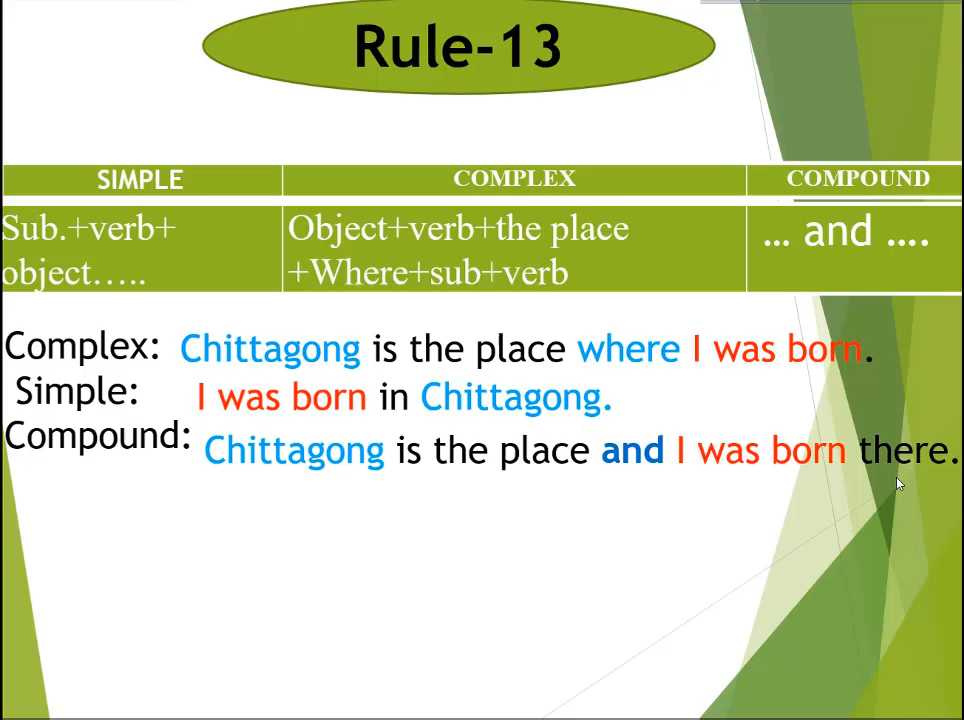 Rule-13
SIMPLE COMPLEX COMPOUND
Sub.+verb+ Object+verb+the place … and ….
object….. +Where+sub+verb
Complex: Chittagong is the place where I was born.
Simple: I was born in Chittagong.
Compound: Chittagong is the place and I was born there.